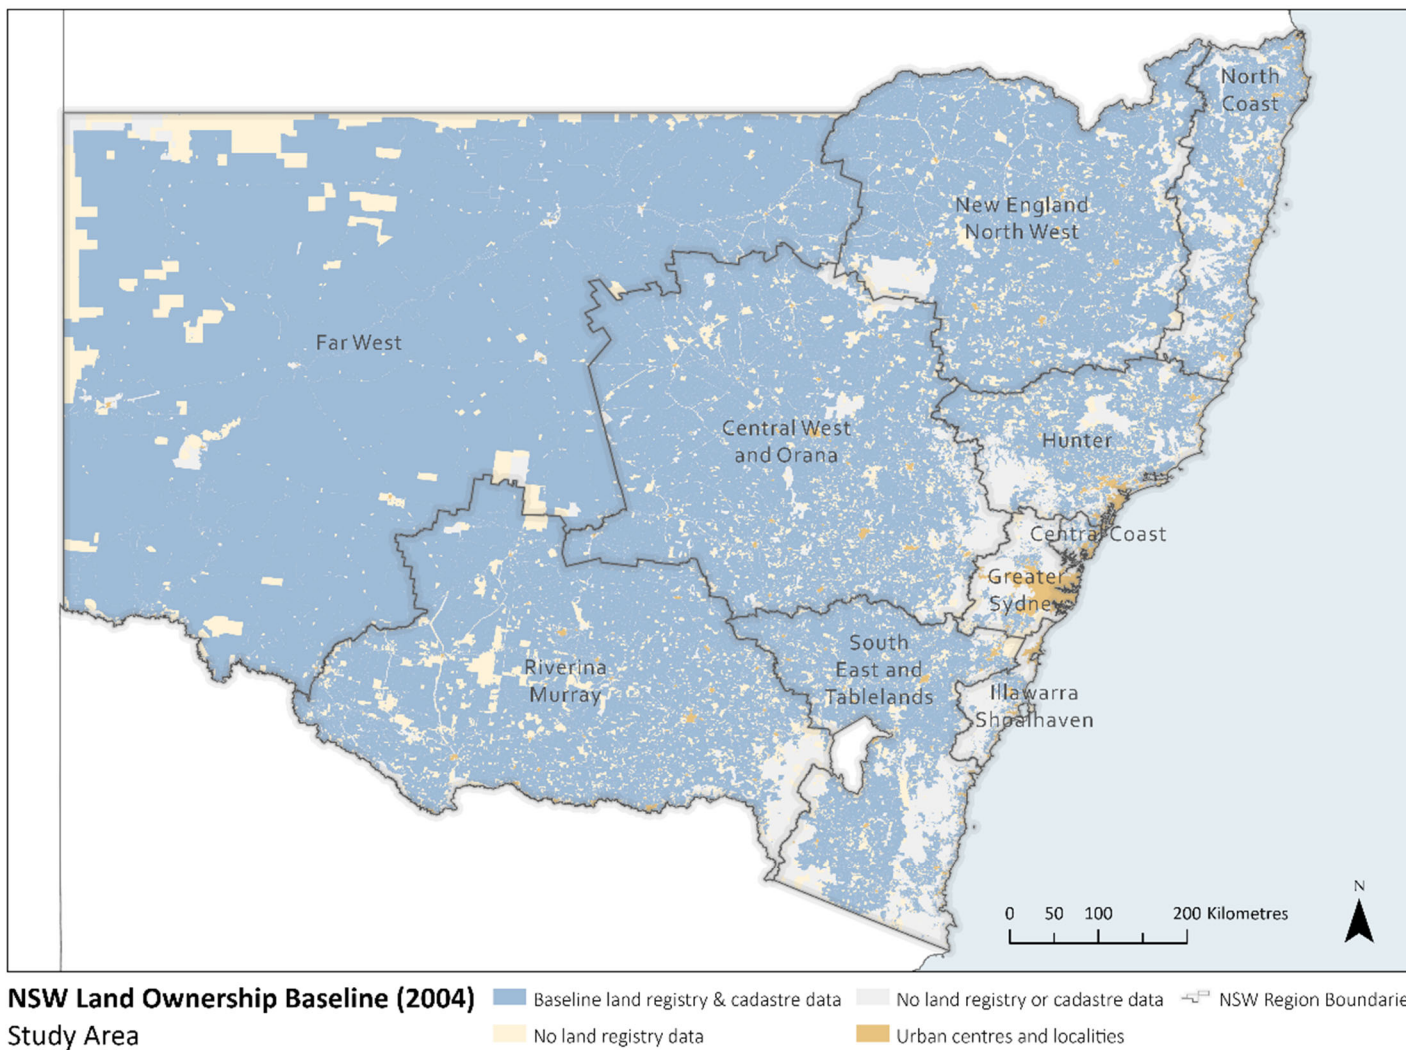 North
Coast
New England
North West
Far West
Central West
and Orana
Hunter
Central Coast
Greater
Sydney
South
East and
Tablelands
Riverina
Murray
Illawarra
Shoalhaven
N
0 50 100 200 Kilometres
NSW Land Ownership Baseline (2004)
Study Area
Baseline land registry & cadastre data
No land registry or cadastre data
NSW Region Boundarie
No land registry data
Urban centres and localities